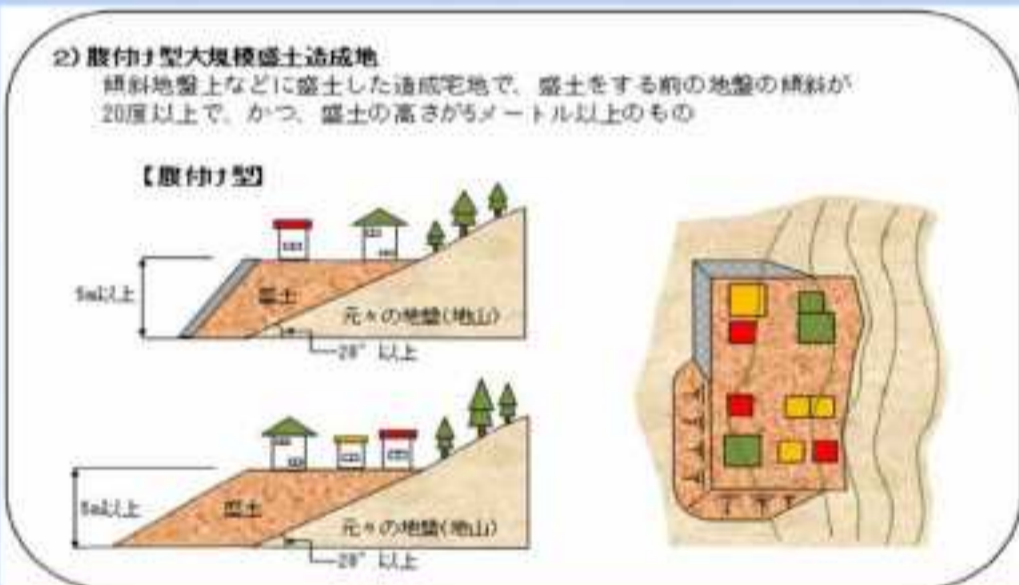 2) 腹付け型大規模盛土造成地
傾斜地盤上などに盛土した造成宅地で、盛土をする前の地盤の傾斜が
20度以上で、かつ、盛土の高さが5メートル以上のもの
【腹付け型】
5m以上
盛土
元々の地盤(地山)
20°以上
5m以上
盛土
元々の地盤(地山)
20°以上